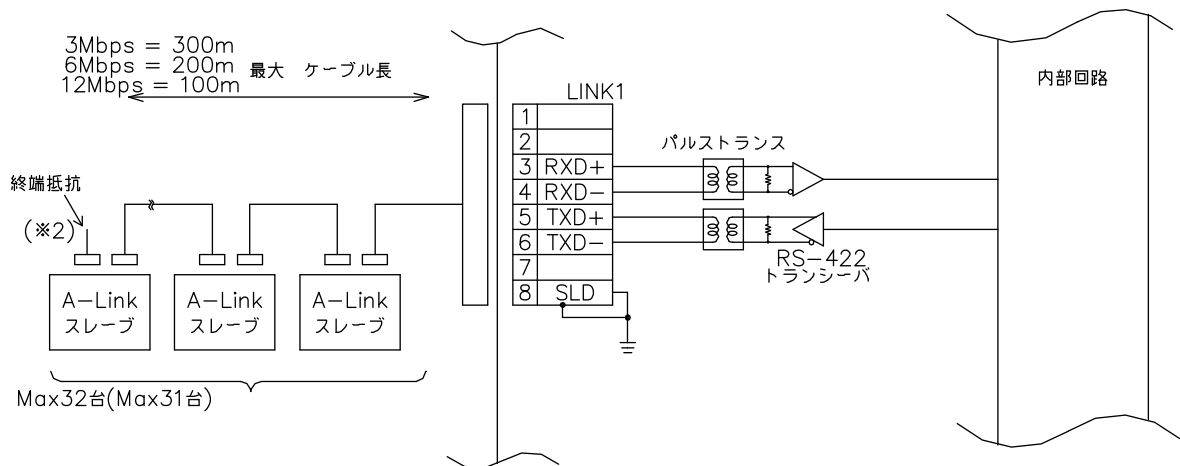 3Mbps = 300m
6Mbps = 200m 最大 ケーブル長
12Mbps = 100m
終端抵抗
(※2)
A-Link
スレーブ
A-Link
スレーブ
A-Link
スレーブ
Max32台(Max31台)
LINK1
1
2
3 RXD+
4 RXD-
5 TXD+
6 TXD-
7
8 SLD
パルストランス
RS-422
トランシーバ
内部回路